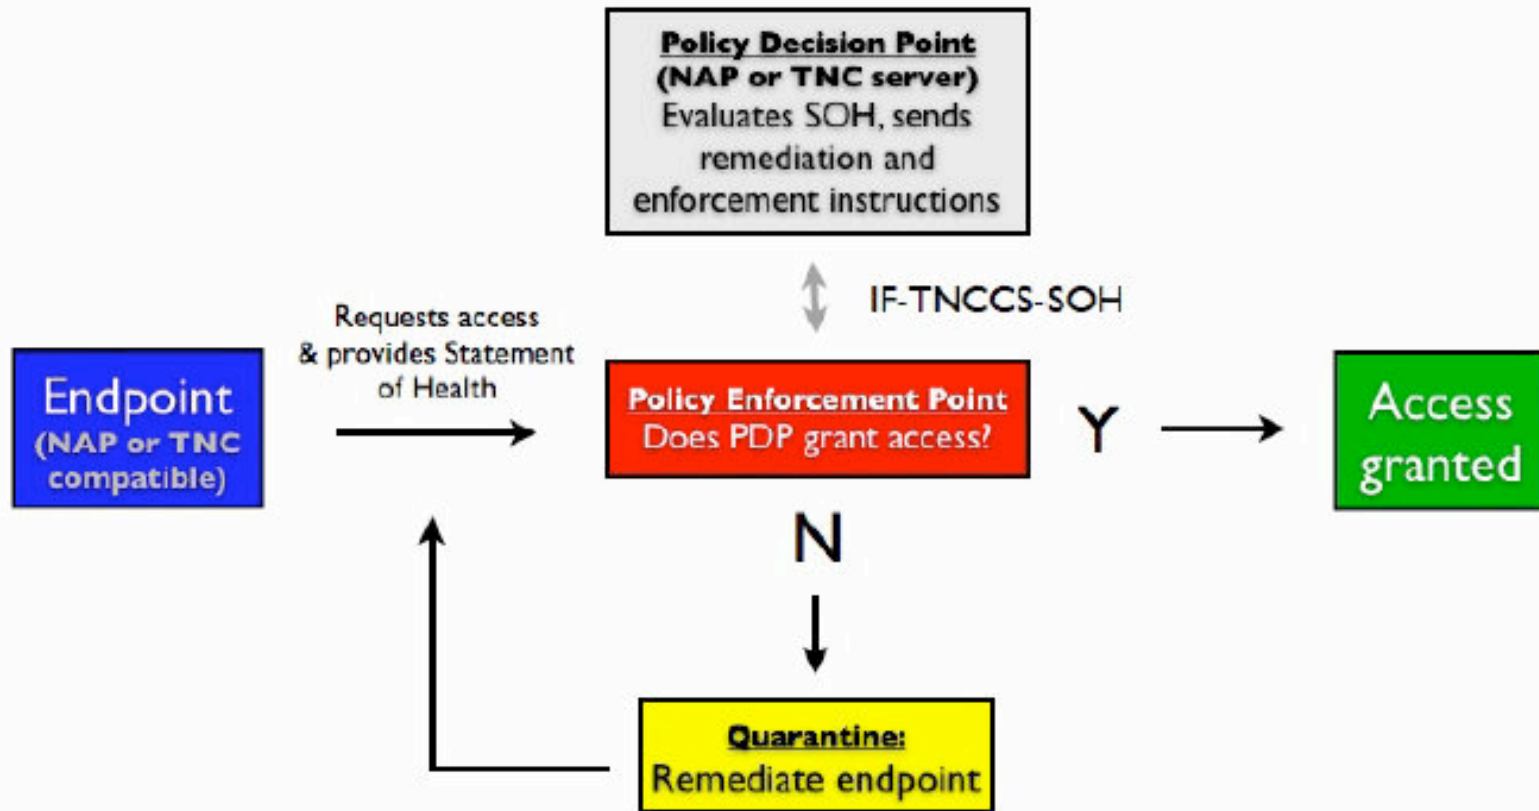 Policy Decision Point
(NAP or TNC server)
Evaluates SOH, sends
remediation and
enforcement instructions
IF-TNCCS-SOH
Requests access
& provides Statement
of Health
Endpoint
(NAP or TNC
compatible)
Policy Enforcement Point
Does PDP grant access?
Y
Access
granted
N
Quarantine:
Remediate endpoint